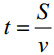 t = S/v